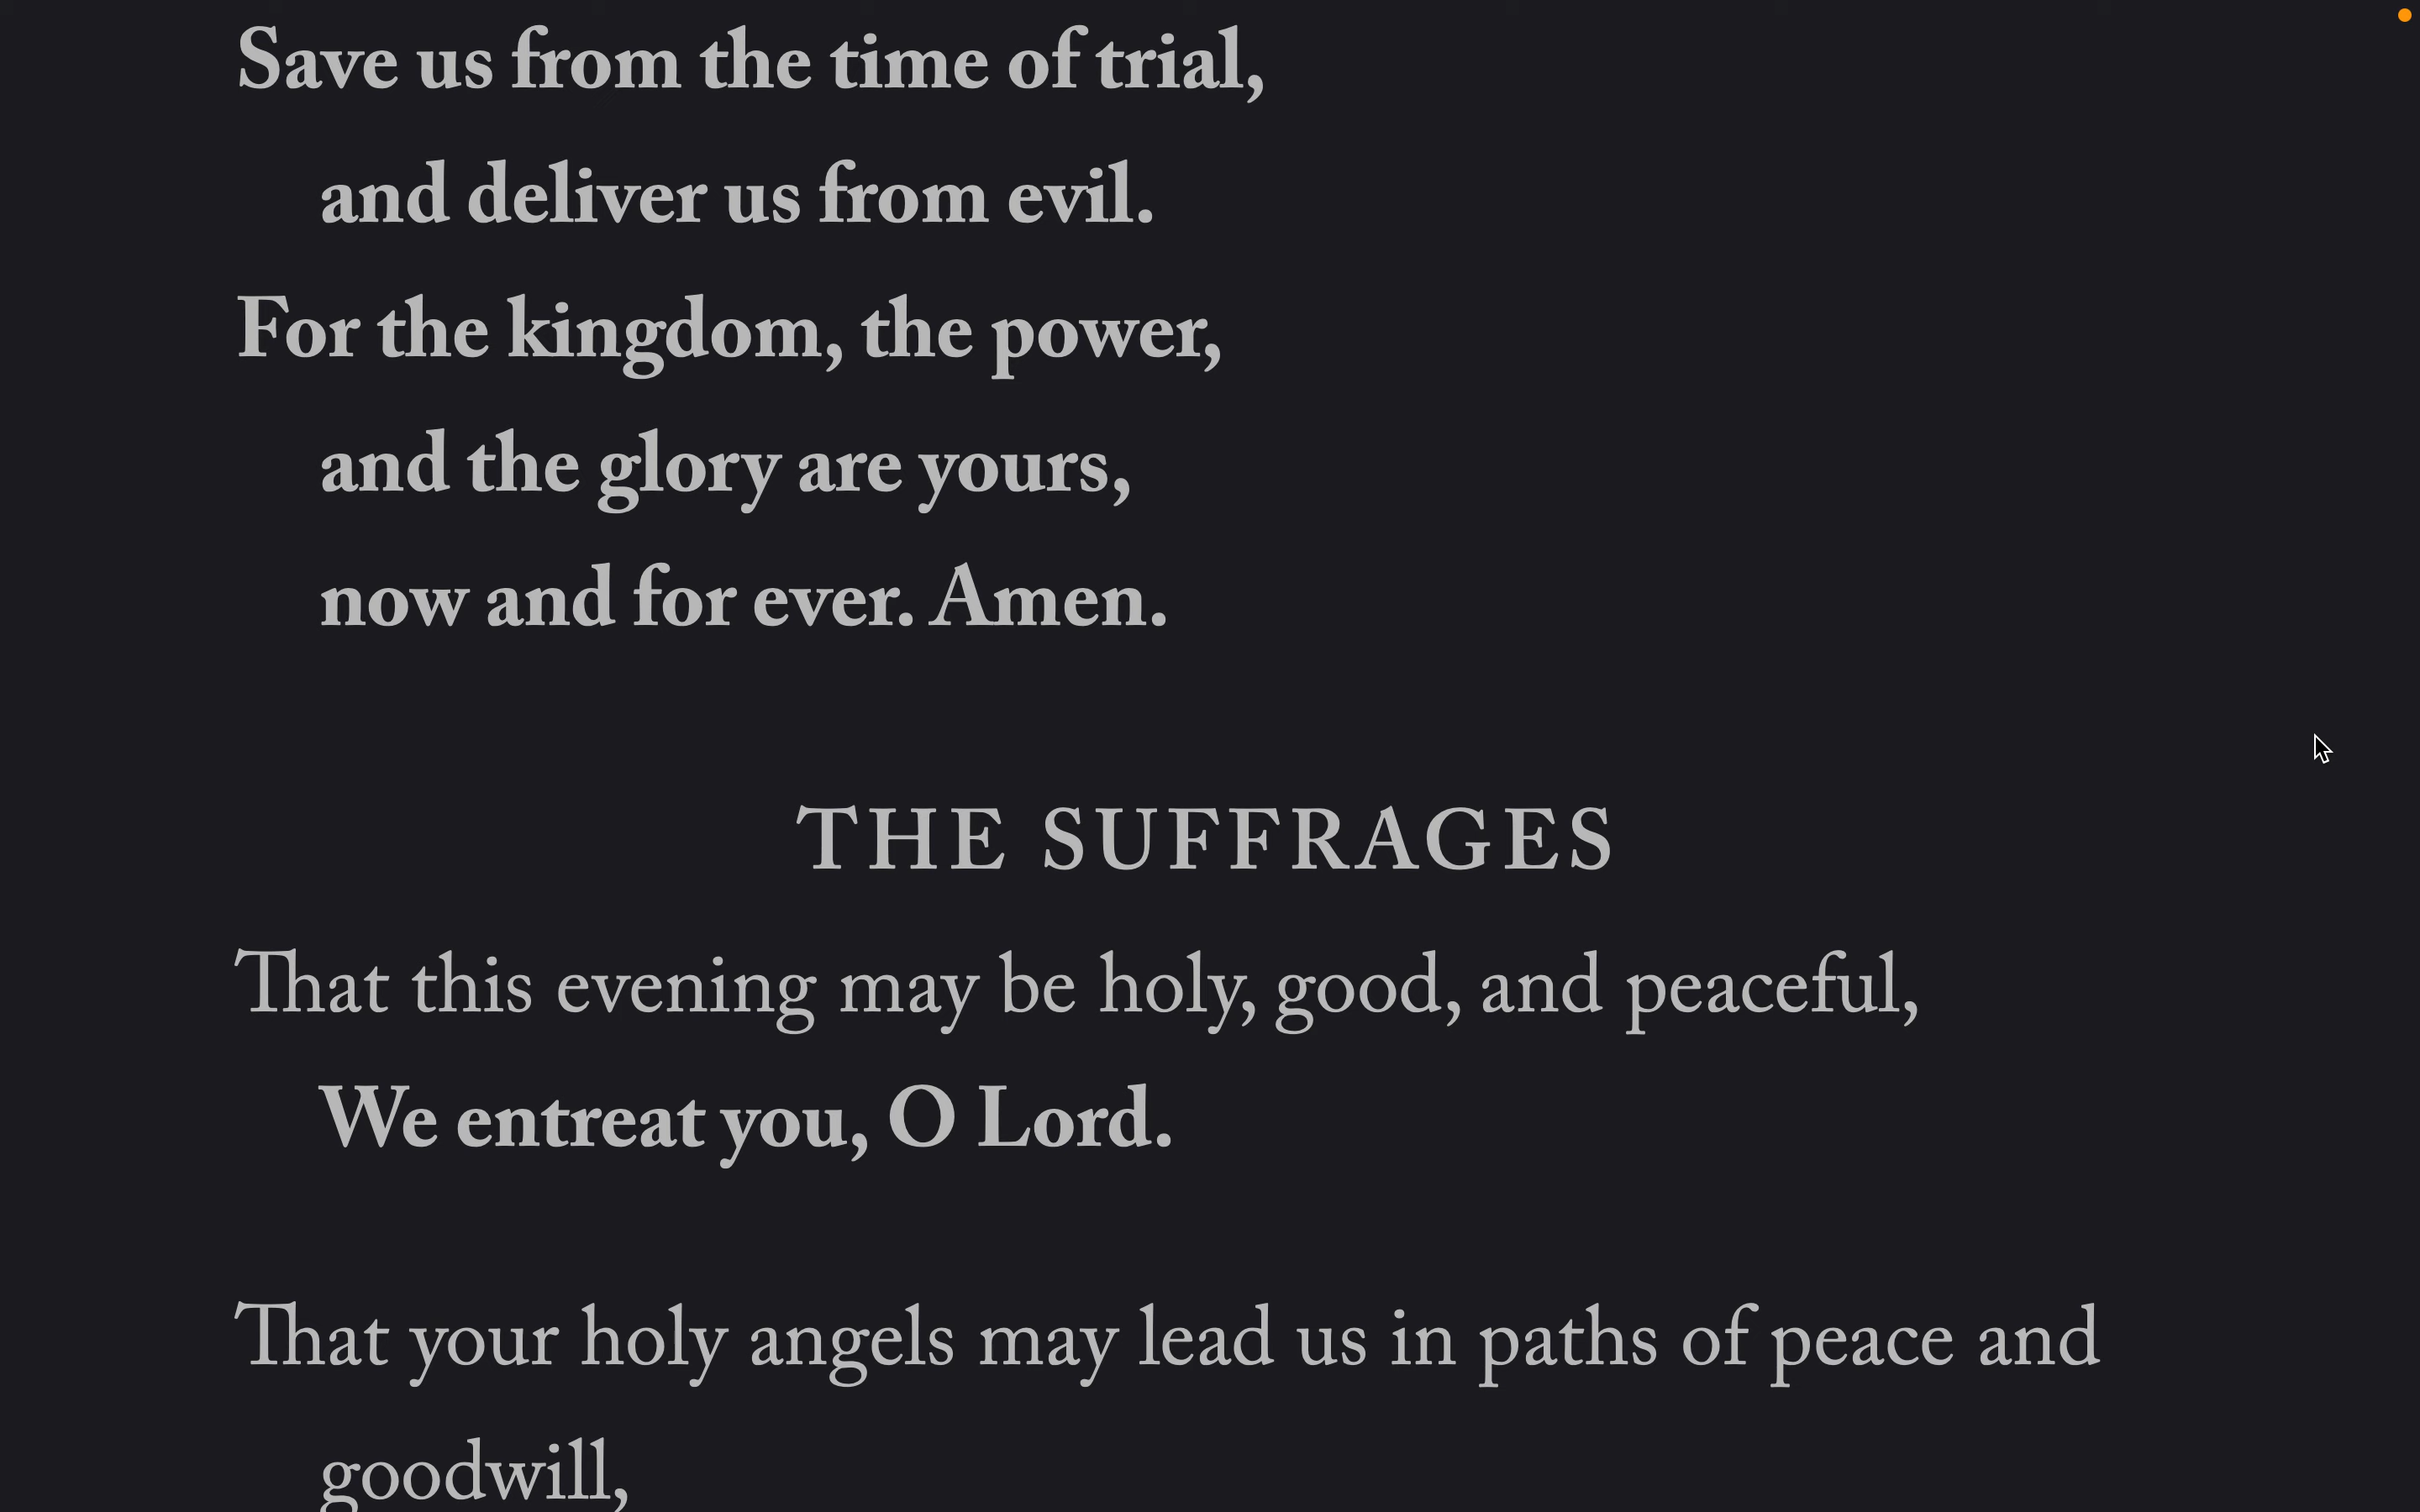 Save us from the time of trial,
and deliver us from evil.
For the kingdom, the power,
and the glory are yours,
now and for ever. Amen.
THE SUFFRAGES
That this evening may be holy, good, and peaceful,
We entreat you, O Lord.
That your holy angels may lead us in paths of peace and
goodwill,